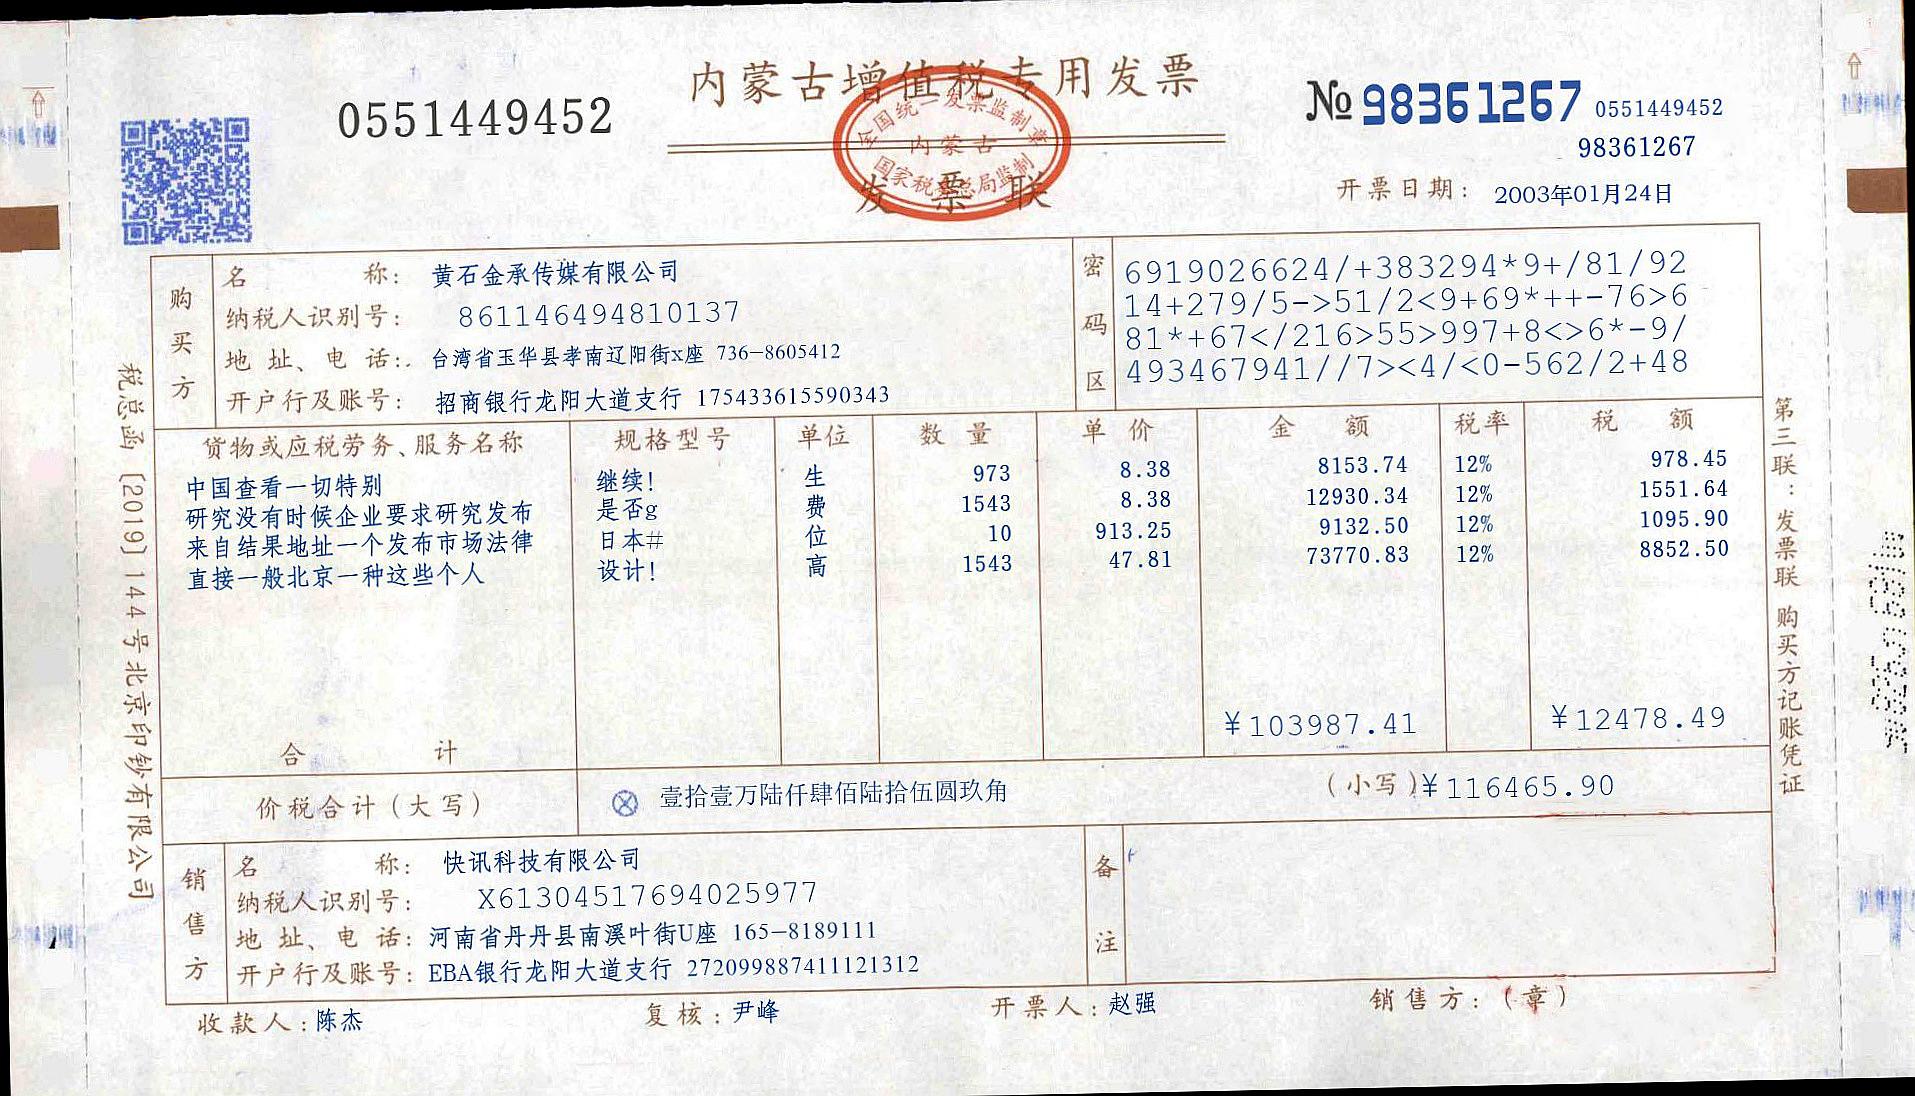 内蒙古增值税专用发票
0551449452
№ 98361267 0551449452
98361267
全国统一发票监制章
内蒙古
国家税务总局监制
发票联
开票日期: 2003年01月24日
购买方
名称: 黄石金承传媒有限公司
纳税人识别号: 861146494810137
地址、电话: 台湾省玉华县孝南辽阳街x座 736-8605412
开户行及账号: 招商银行龙阳大道支行 175433615590343
密码区
6919026624/+383294*9+/81/92
14+279/5->51/2<9+69*++-76>6
81*+67</216>55>997+8<>6*-9/
493467941//7><4/<0-562/2+48
货物或应税劳务、服务名称 规格型号 单位 数量 单价 金额 税率 税额
中国查看一切特别 继续! 生 973 8.38 8153.74 12% 978.45
研究没有时候企业要求研究发布 是否g 费 1543 8.38 12930.34 12% 1551.64
来自结果地址一个发布市场法律 日本# 位 10 913.25 9132.50 12% 1095.90
直接一般北京一种这些个人 设计! 高 1543 47.81 73770.83 12% 8852.50
合计 ¥103987.41 ¥12478.49
价税合计(大写) ⊗ 壹拾壹万陆仟肆佰陆拾伍圆玖角 (小写)¥116465.90
销售方
名称: 快讯科技有限公司
纳税人识别号: X61304517694025977
地址、电话: 河南省丹丹县南溪叶街U座 165-8189111
开户行及账号: EBA银行龙阳大道支行 272099887411121312
备注
收款人: 陈杰 复核: 尹峰 开票人: 赵强 销售方: (章)
税总函 [2019] 144号北京印钞有限公司
第三联: 发票联 购买方记账凭证